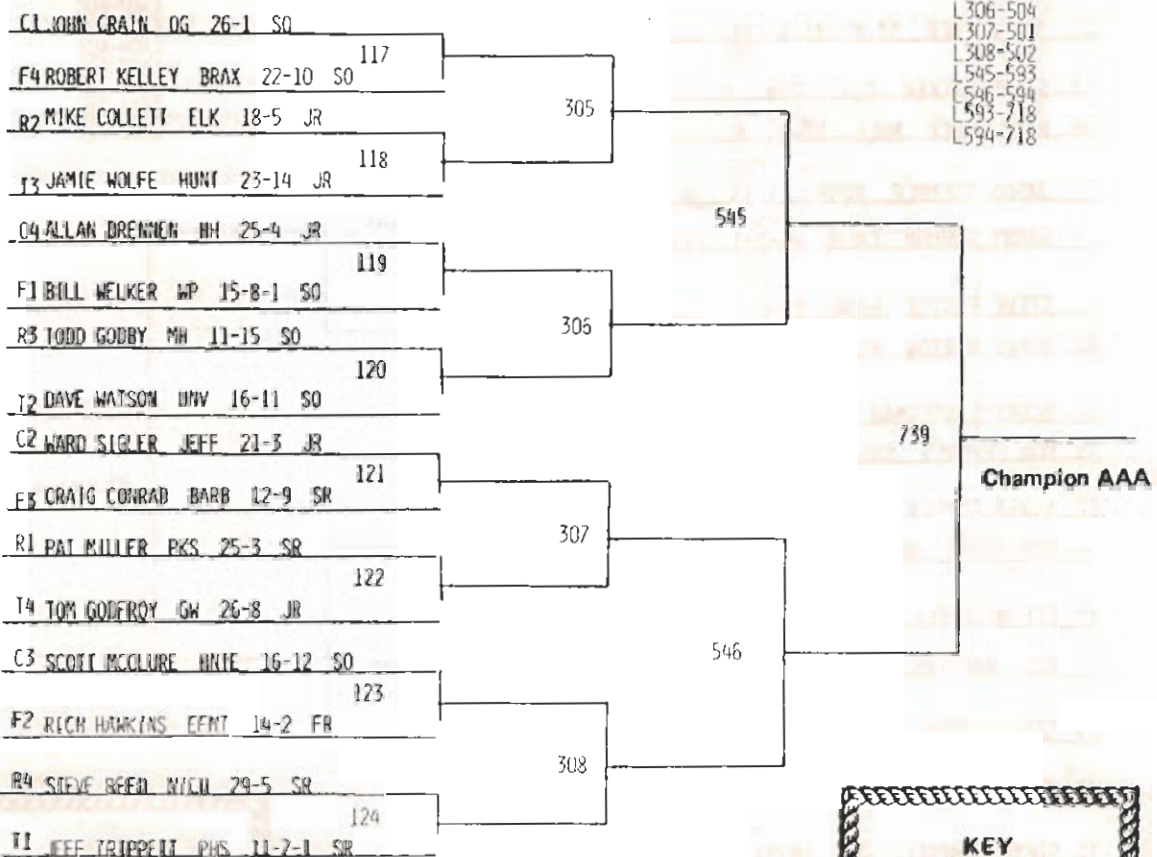 L306-504
L307-501
L308-502
L545-593
L546-594
L593-718
L594-718
C1 JOHN CRAIN OG 26-1 SO
117
F4 ROBERT KELLEY BRAX 22-10 SO
305
R2 MIKE COLLETT ELK 18-5 JR
118
T3 JAMIE WOLFE HUNT 23-14 JR
545
O4 ALLAN DRENNEN HH 25-4 JR
119
F1 BILL WELKER WP 15-8-1 SO
306
R3 TODD GODBY MH 11-15 SO
120
T2 DAVE WATSON UNV 16-11 SO
739
C2 WARD SIGLER JEFF 21-3 JR
Champion AAA
121
CRAIG CONRAD BARB 12-9 SR
307
R1 PAT MILLER PKS 25-3 SR
122
T4 TOM GODFROY GW 26-8 JR
546
C3 SCOTT MCCLURE 16-12 SO
123
F2 RICH HAWKINS 14-2 FR
308
R4 STEVE REED 29-5 SR
124
T1 JEFF TRIPPETT PHS 11-2-1 SR
KEY